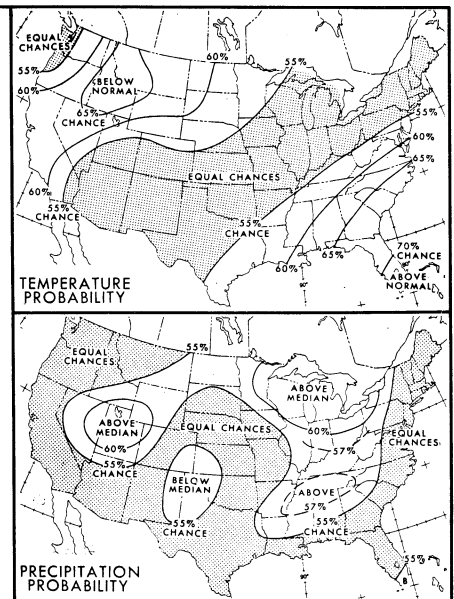 EQUAL
CHANCES
55%
60%
BELOW
NORMAL
65%
CHANCE
60%
55%
60%
55%
CHANCE
EQUAL CHANCES
55%
CHANCE
55%
60%
65%
60%
65%
70%
CHANCE
ABOVE
NORMAL
90°
TEMPERATURE
PROBABILITY
55%
EQUAL
CHANCES
ABOVE
MEDIAN
60%
55%
CHANCE
EQUAL CHANCES
BELOW
MEDIAN
55%
CHANCE
ABOVE
MEDIAN
60%
57%
EQUAL
CHANCES
ABOVE
57%
55%
CHANCE
55%
B
90°
PRECIPITATION
PROBABILITY